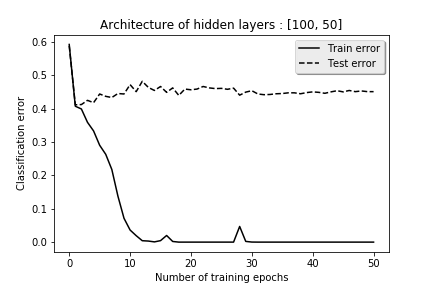 Architecture of hidden layers : [100, 50]
Train error
Test error
Classification error
0.6
0.5
0.4
0.3
0.2
0.1
0.0
0 10 20 30 40 50
Number of training epochs